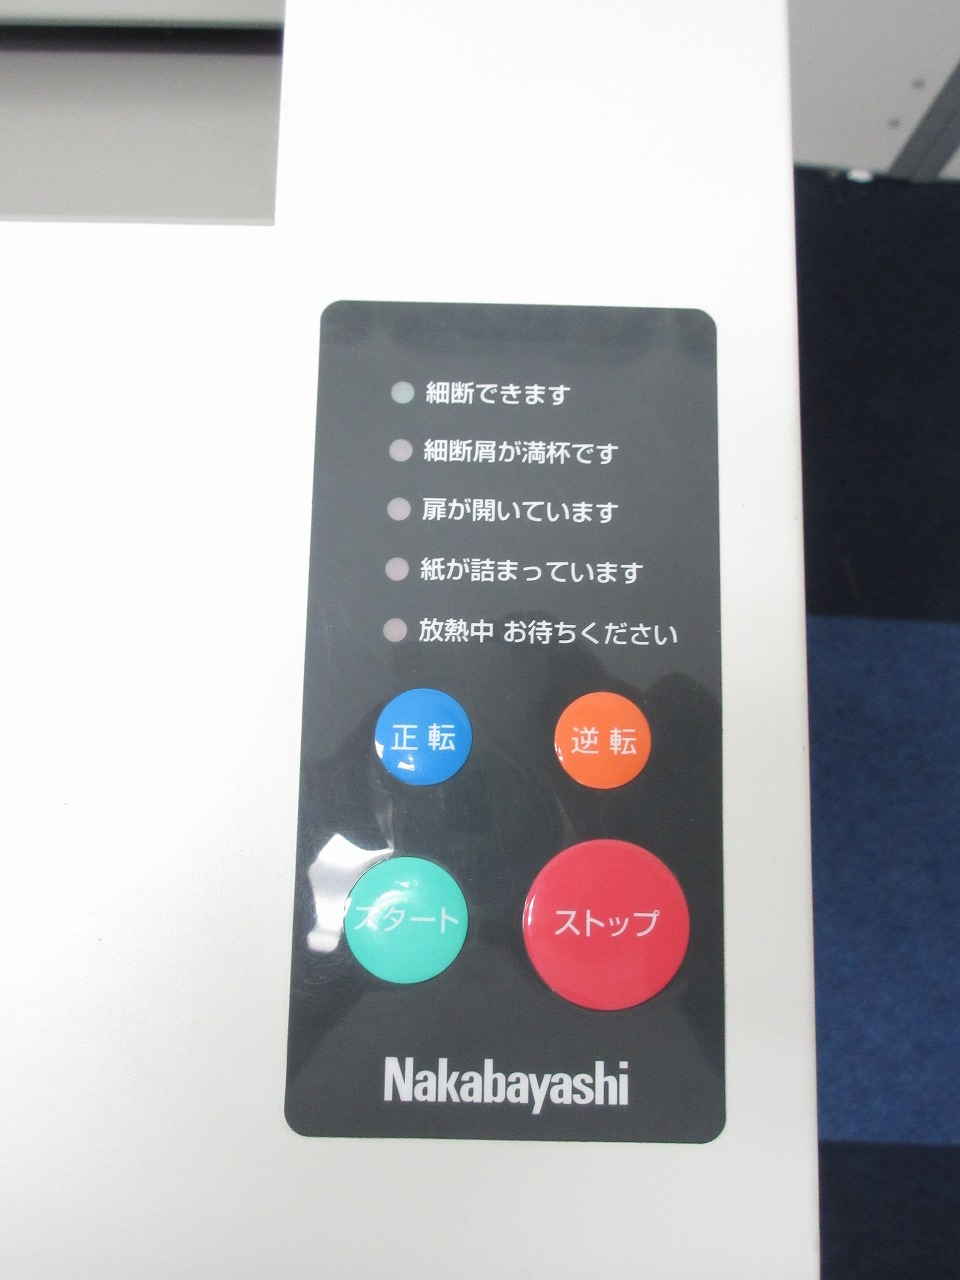 細断できます
細断屑が満杯です
扉が開いています
紙が詰まっています
放熱中 お待ちください
正転 逆転
スタート ストップ
Nakabayashi